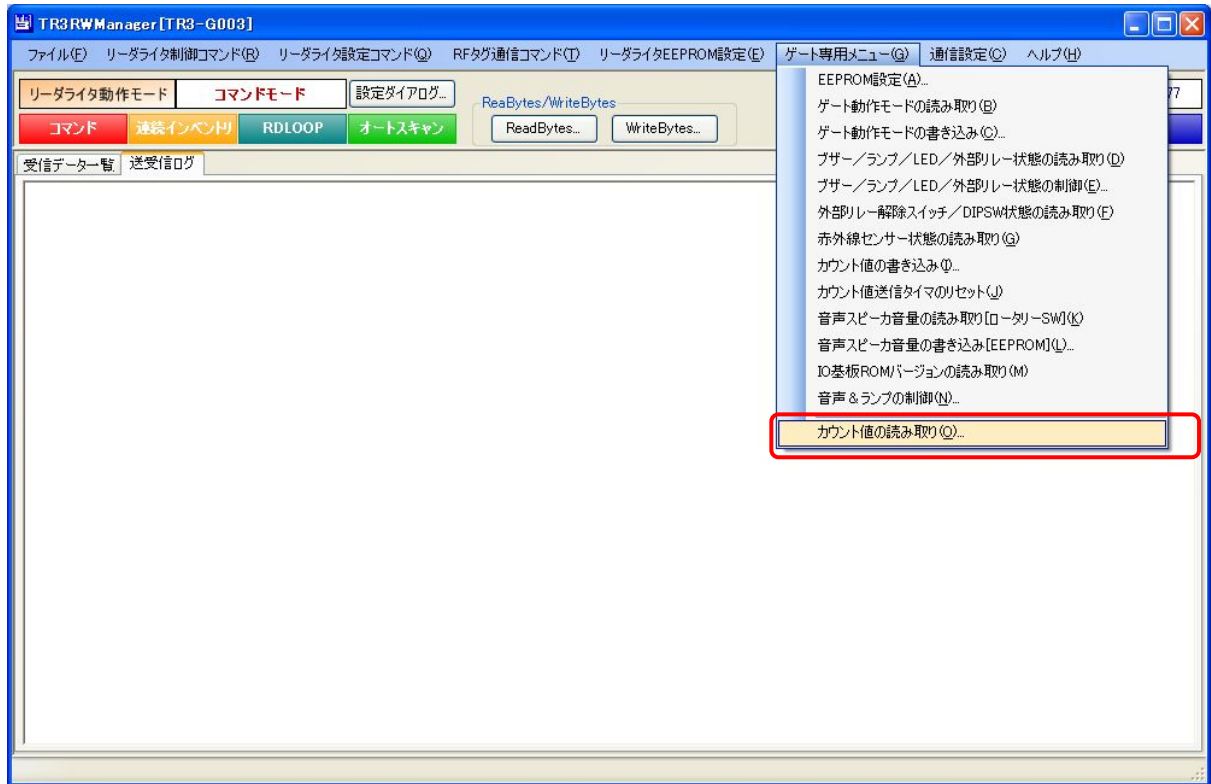 TR3RWManager[TR3-G003]
ファイル(F) リーダライタ制御コマンド(R) リーダライタ設定コマンド(Q) RFタグ通信コマンド(T) リーダライタEEPROM設定(E) ゲート専用メニュー(G) 通信設定(C) ヘルプ(H)
リーダライタ動作モード コマンドモード 設定ダイアログ...
ReaBytes/WriteBytes
コマンド 連続インベントリ RDLOOP オートスキャン ReadBytes... WriteBytes...
77
受信データ一覧 送受信ログ
EEPROM設定(A)...
ゲート動作モードの読み取り(B)
ゲート動作モードの書き込み(C)...
ブザー/ランプ/LED/外部リレー状態の読み取り(D)
ブザー/ランプ/LED/外部リレー状態の制御(E)...
外部リレー解除スイッチ/DIPSW状態の読み取り(F)
赤外線センサー状態の読み取り(G)
カウント値の書き込み(I)...
カウント値送信タイマのリセット(J)
音声スピーカ音量の読み取り[ロータリーSW](K)
音声スピーカ音量の書き込み[EEPROM](L)...
IO基板ROMバージョンの読み取り(M)
音声&ランプの制御(N)...
カウント値の読み取り(O)...